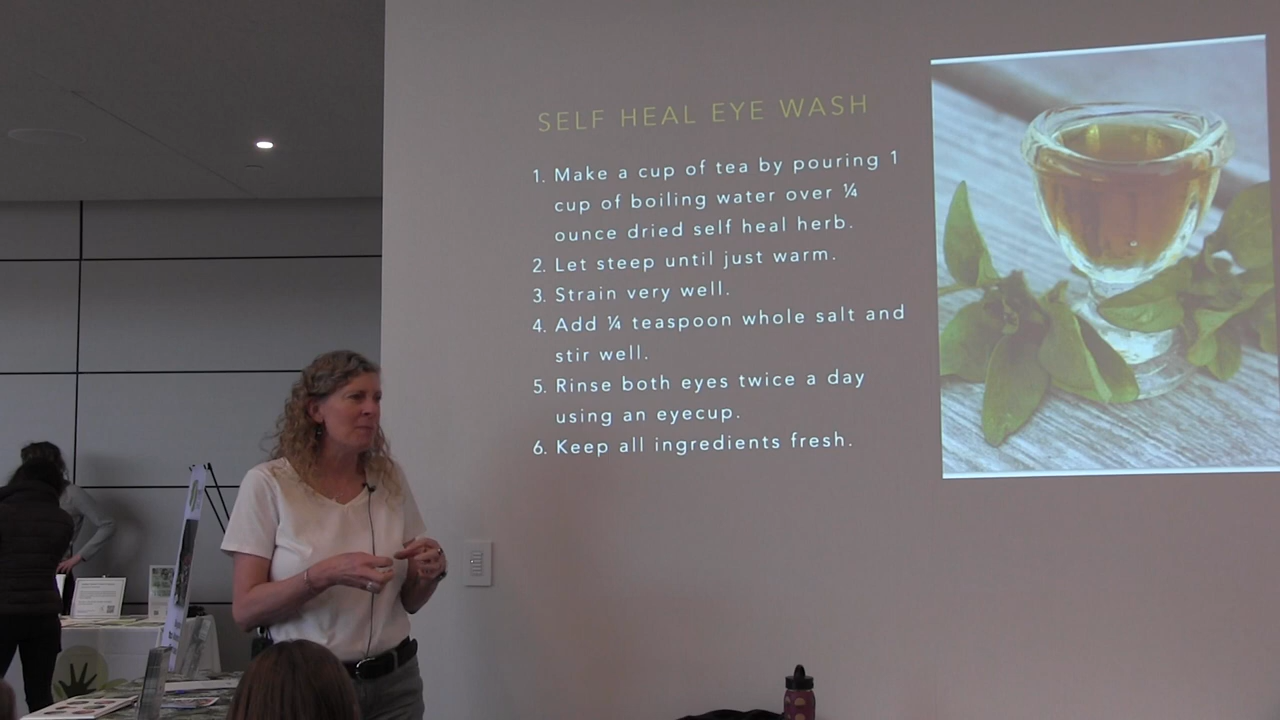 SELF HEAL EYE WASH
1. Make a cup of tea by pouring 1
cup of boiling water over ¼
ounce dried self heal herb.
2. Let steep until just warm.
3. Strain very well.
4. Add ¼ teaspoon whole salt and
stir well.
5. Rinse both eyes twice a day
using an eyecup.
6. Keep all ingredients fresh.